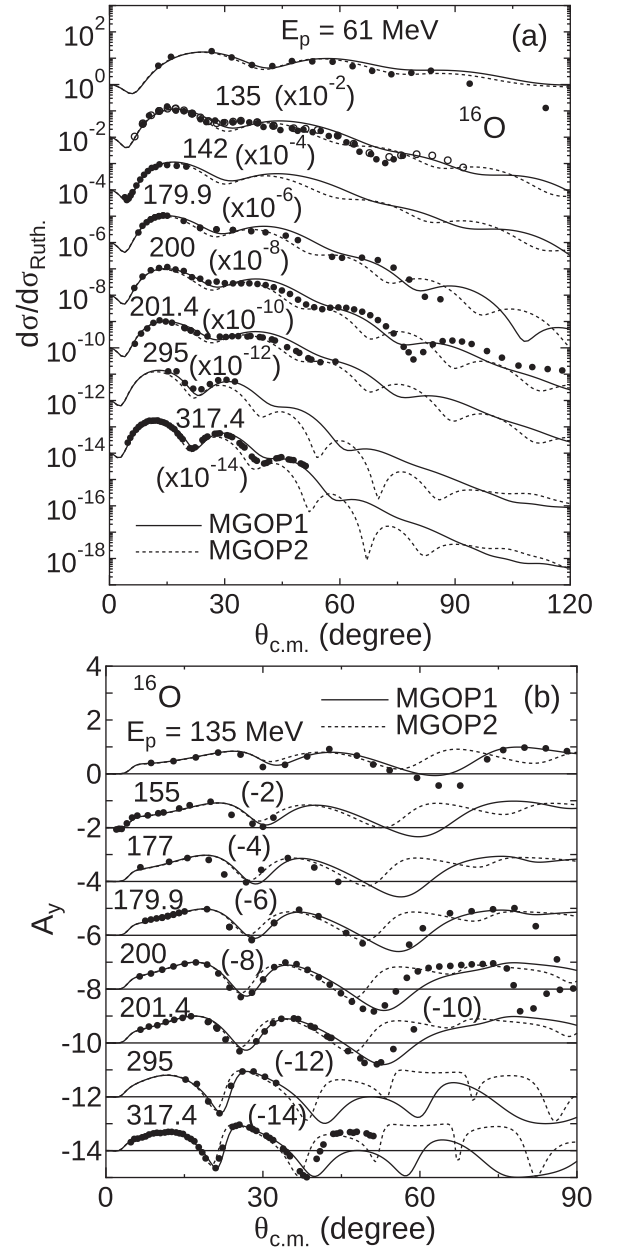 10^2
E_p = 61 MeV (a)
10^0
135 (x10^-2)
^16O
10^-2
142 (x10^-4)
10^-4
179.9 (x10^-6)
10^-6
200 (x10^-8)
10^-8
201.4 (x10^-10)
10^-10
295 (x10^-12)
10^-12
317.4
10^-14
(x10^-14)
10^-16
MGOP1
MGOP2
10^-18
dσ/dσ_Ruth.
0 30 60 90 120
θ_c.m. (degree)
4
^16O MGOP1 (b)
MGOP2
2
E_p = 135 MeV
0
155 (-2)
-2
177 (-4)
-4
179.9 (-6)
-6
200 (-8)
-8
201.4 (-10)
-10
295 (-12)
-12
317.4 (-14)
-14
A_y
0 30 60 90
θ_c.m. (degree)